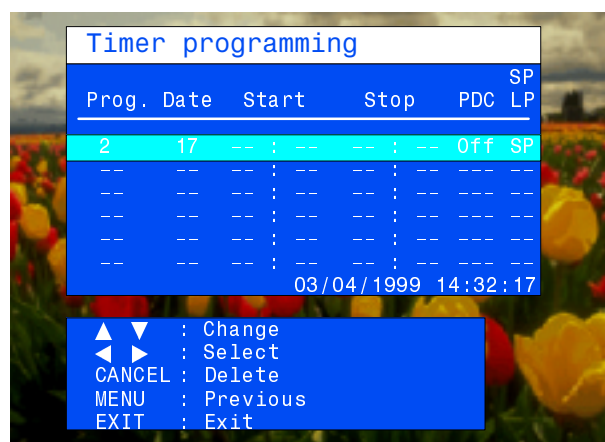 Timer programming
SP
Prog. Date Start Stop PDC LP
2 17 -- : -- -- : -- Off SP
-- -- -- : -- -- : -- --- --
-- -- -- : -- -- : -- --- --
-- -- -- : -- -- : -- --- --
-- -- -- : -- -- : -- --- --
-- -- -- : -- -- : -- --- --
03/04/1999 14:32:17
▲ ▼ : Change
◀ ▶ : Select
CANCEL : Delete
MENU : Previous
EXIT : Exit